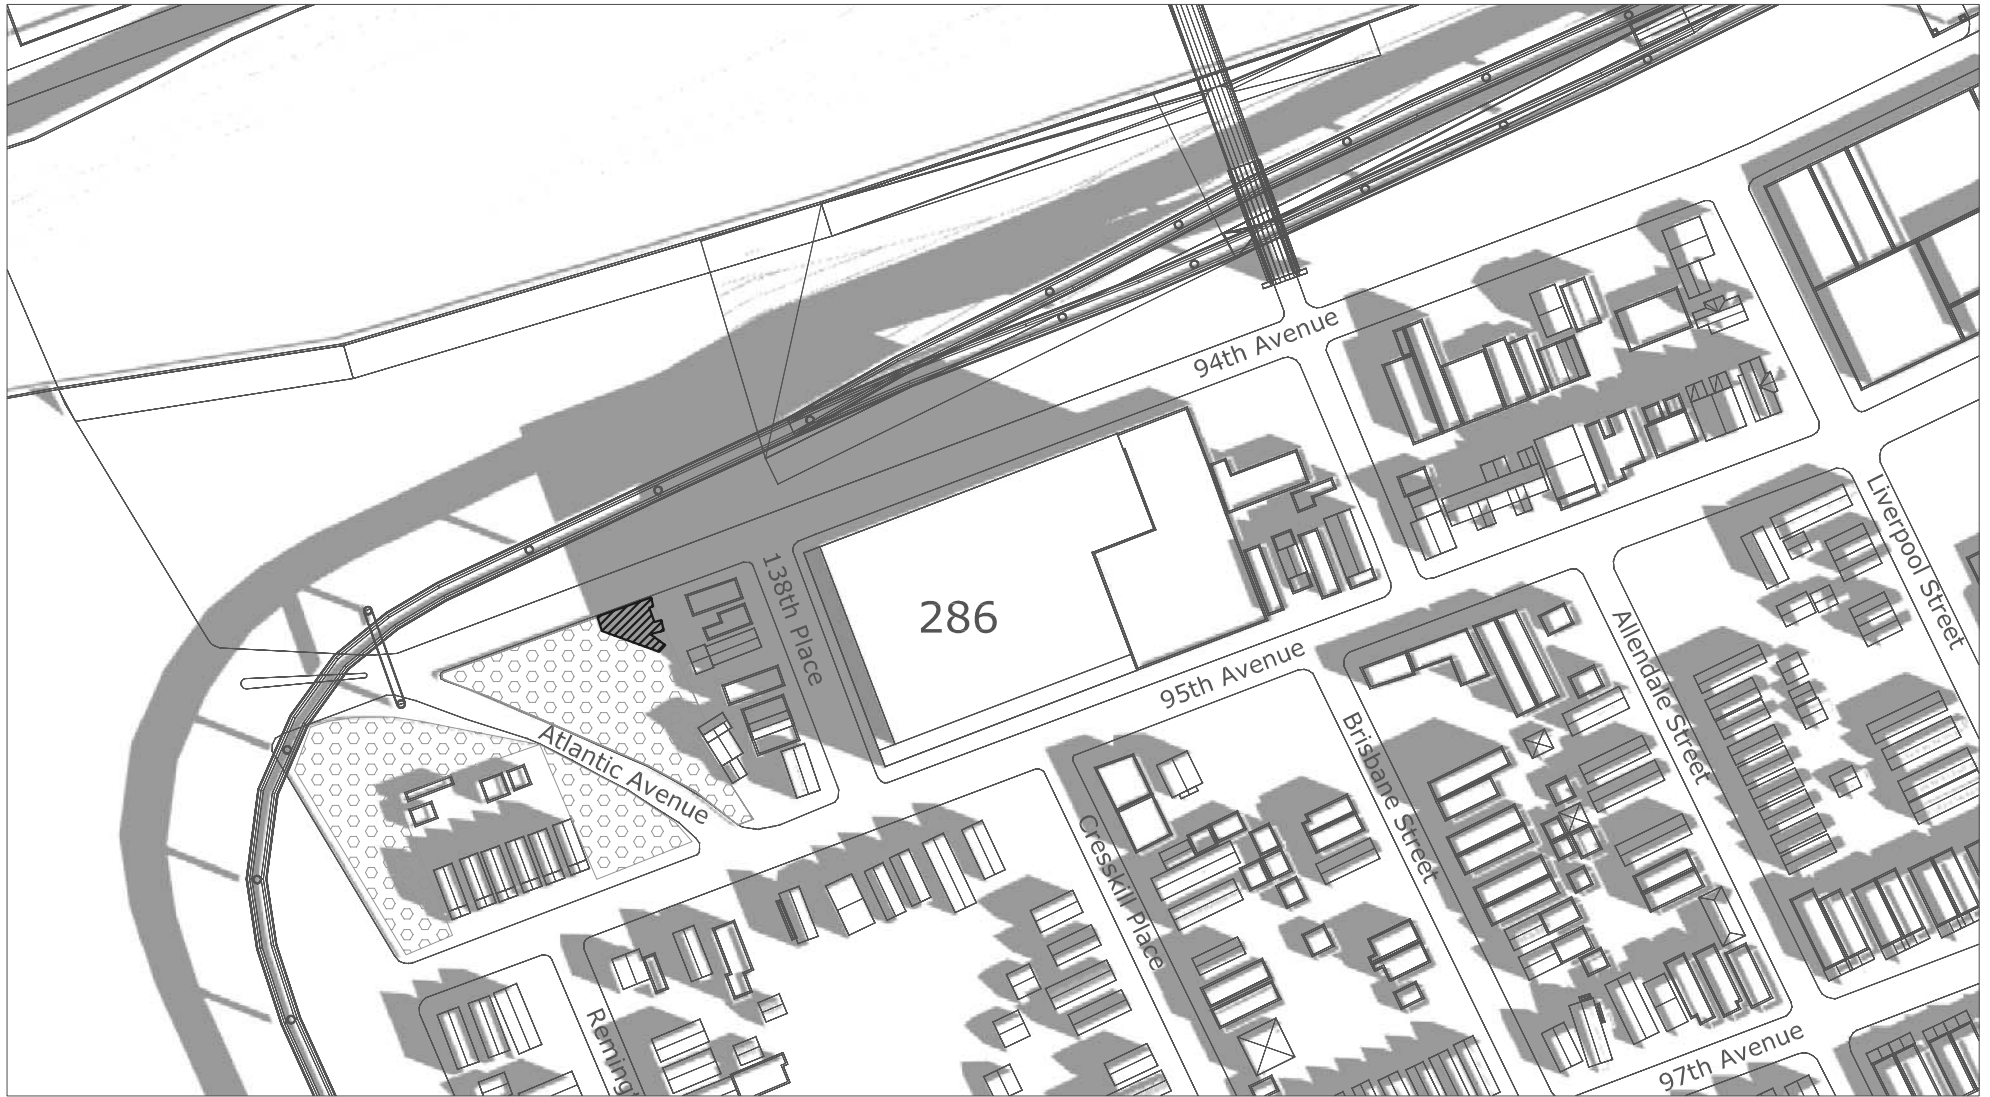 94th Avenue
138th Place
286
95th Avenue
Liverpool Street
Allendale Street
Atlantic Avenue
Brisbane Street
Cresskill Place
Reming
97th Avenue